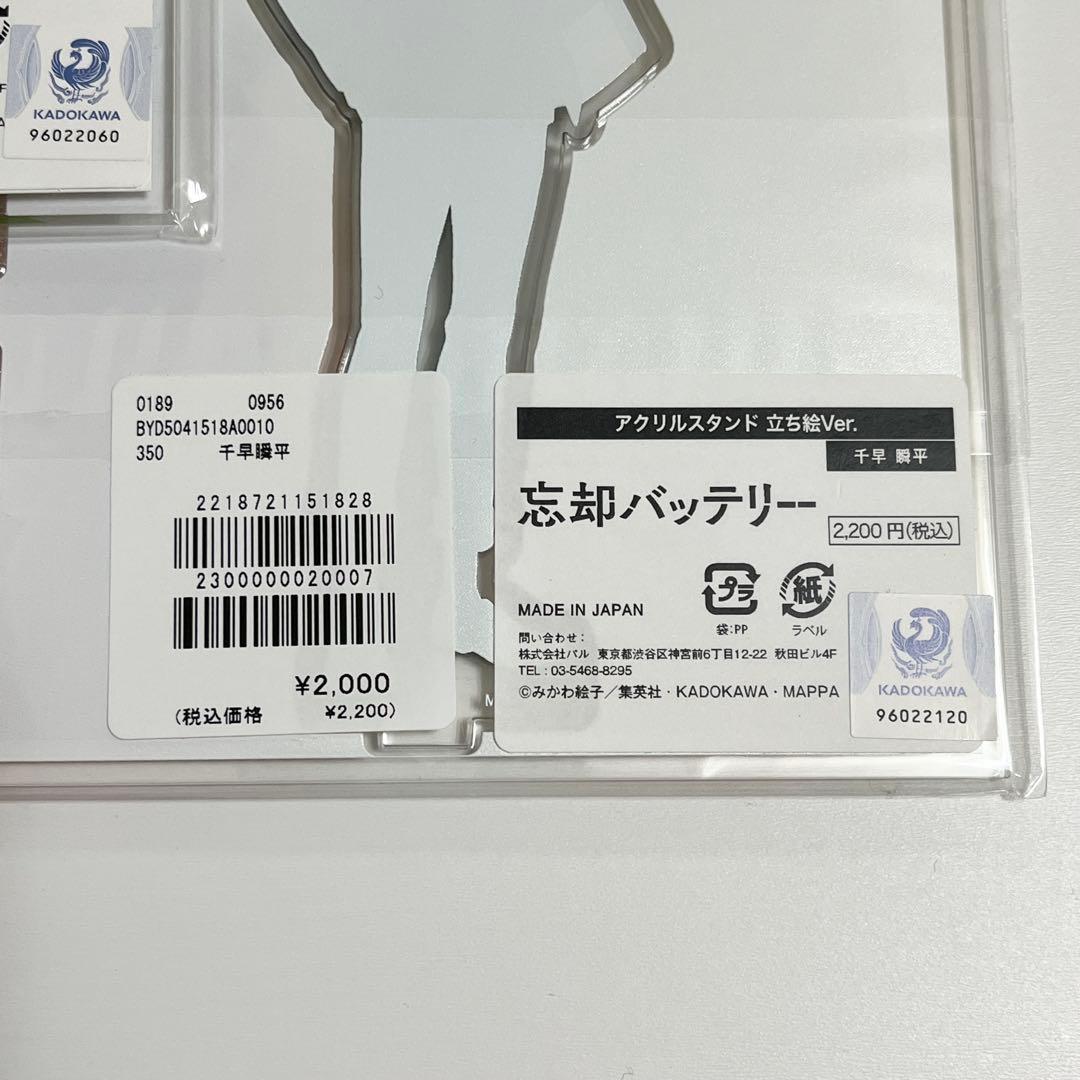 KADOKAWA
96022060
0189 0956
BYD5041518A0010
350 千早瞬平
2218721151828
2300000020007
¥2,000
(税込価格 ¥2,200)
アクリルスタンド 立ち絵Ver.
千早 瞬平
忘却バッテリー
2,200円(税込)
プラ 紙
袋:PP ラベル
MADE IN JAPAN
問い合わせ:
株式会社パル 東京都渋谷区神宮前6丁目12-22 秋田ビル4F
TEL : 03-5468-8295
©みかわ絵子/集英社・KADOKAWA・MAPPA
KADOKAWA
96022120